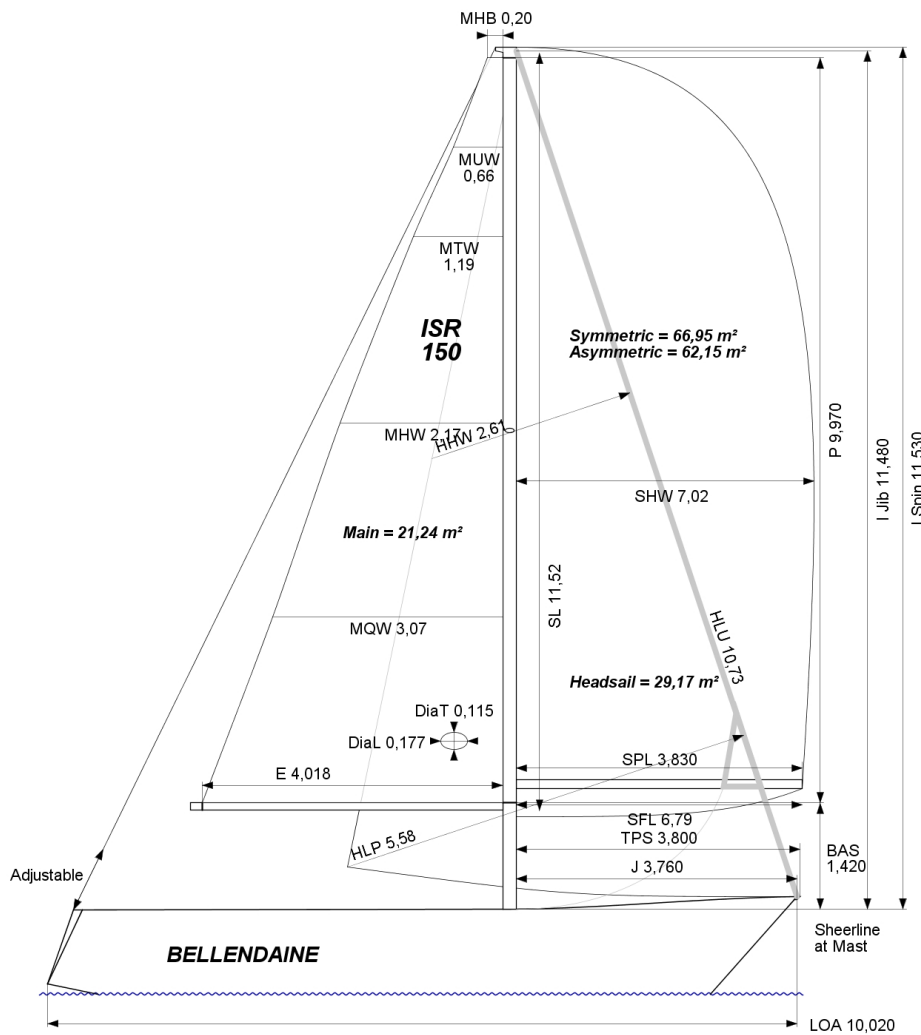 MHB 0,20
MUW
0,66
MTW
1,19
ISR
150
Symmetric = 66,95 m²
Asymmetric = 62,15 m²
MHW 2,17
HHW 2,61
P 9,970
I Jib 11,480
I Spin 11,530
SHW 7,02
Main = 21,24 m²
SL 11,52
MQW 3,07
HLU 10,73
Headsail = 29,17 m²
DiaT 0,115
DiaL 0,177
SPL 3,830
E 4,018
SFL 6,79
TPS 3,800
HLP 5,58
J 3,760
BAS
1,420
Adjustable
Sheerline
at Mast
BELLENDAINE
LOA 10,020